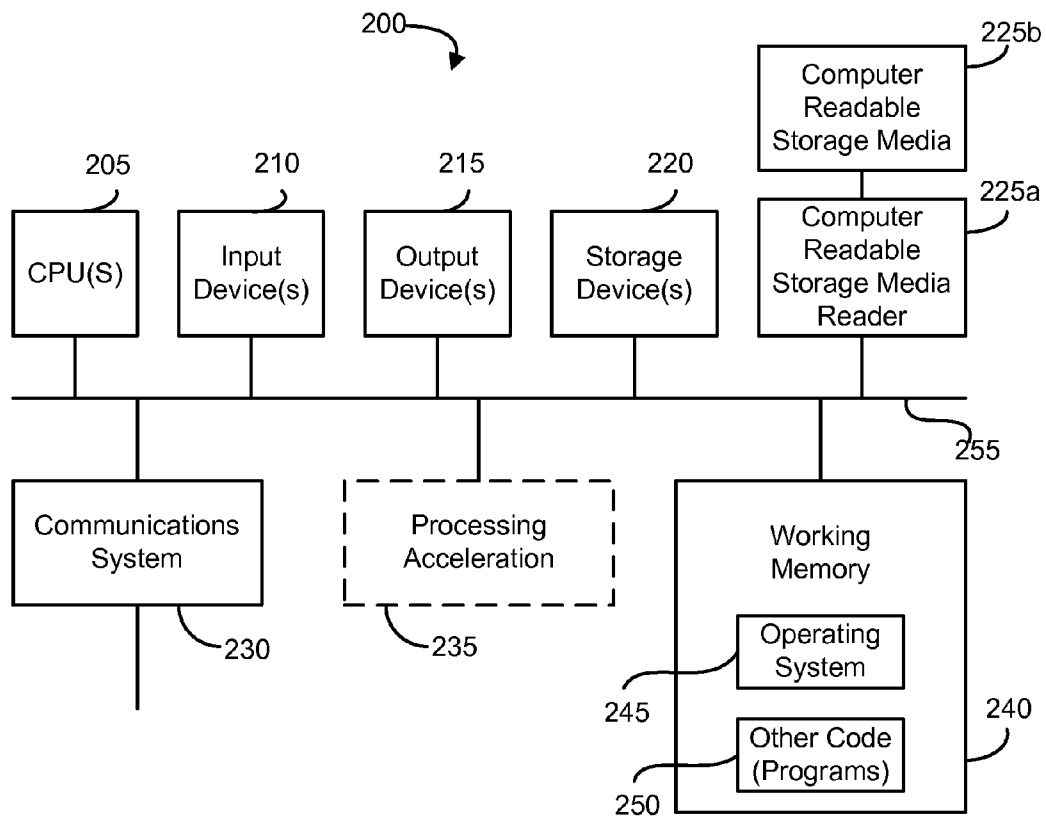 200
225b
Computer
Readable
Storage Media
205
210
215
220
225a
CPU(S)
Input
Device(s)
Output
Device(s)
Storage
Device(s)
Computer
Readable
Storage Media
Reader
255
Communications
System
230
Processing
Acceleration
235
Working
Memory
Operating
System
245
240
Other Code
(Programs)
250